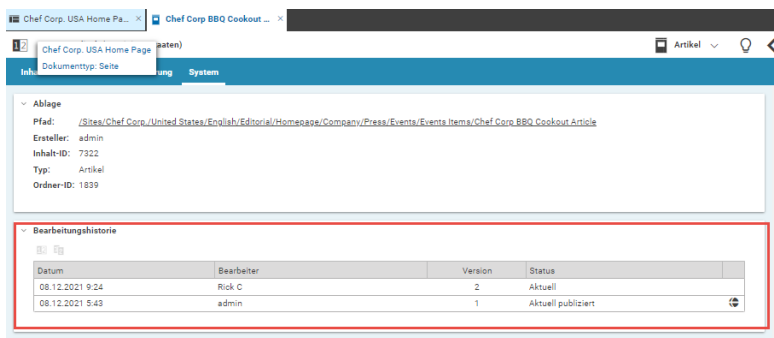 Chef Corp. USA Home Pa...
Chef Corp BBQ Cookout ...
12
aaten)
Artikel
Chef Corp. USA Home Page
Dokumenttyp: Seite
Inha
rung
System
Ablage
Pfad: /Sites/Chef Corp./United States/English/Editorial/Homepage/Company/Press/Events/Events Items/Chef Corp BBQ Cookout Article
Ersteller: admin
Inhalt-ID: 7322
Typ: Artikel
Ordner-ID: 1839
Bearbeitungshistorie
Datum Bearbeiter Version Status
08.12.2021 9:24 Rick C 2 Aktuell
08.12.2021 5:43 admin 1 Aktuell publiziert